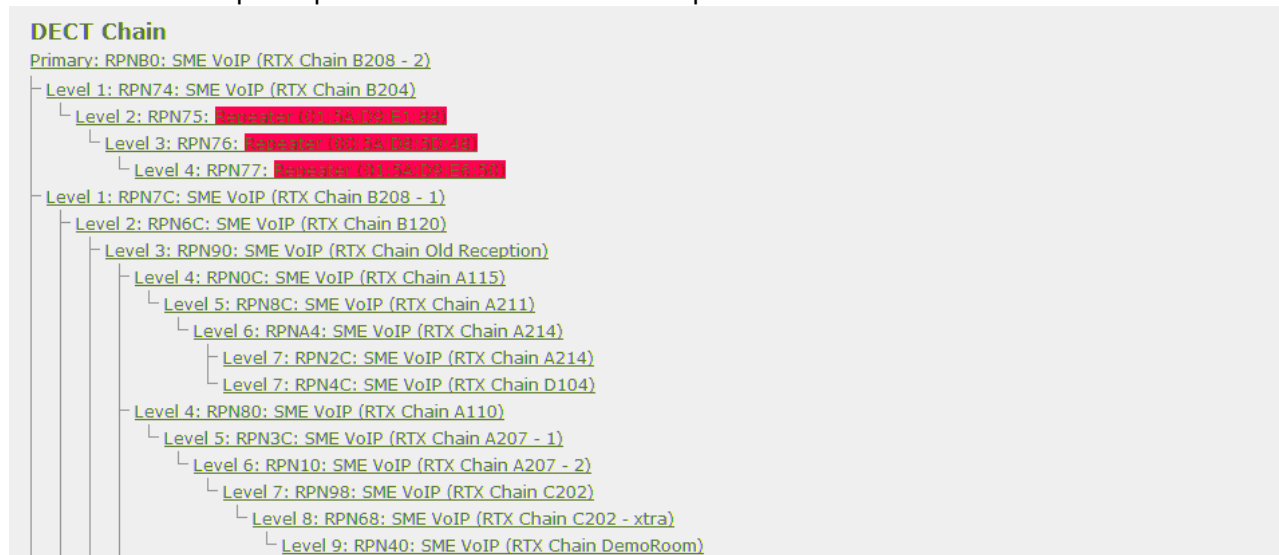 DECT Chain
Primary: RPNB0: SME VoIP (RTX Chain B208 - 2)
Level 1: RPN74: SME VoIP (RTX Chain B204)
Level 2: RPN75: Repeater
Level 3: RPN76: Repeater
Level 4: RPN77: Repeater
Level 1: RPN7C: SME VoIP (RTX Chain B208 - 1)
Level 2: RPN6C: SME VoIP (RTX Chain B120)
Level 3: RPN90: SME VoIP (RTX Chain Old Reception)
Level 4: RPN0C: SME VoIP (RTX Chain A115)
Level 5: RPN8C: SME VoIP (RTX Chain A211)
Level 6: RPNA4: SME VoIP (RTX Chain A214)
Level 7: RPN2C: SME VoIP (RTX Chain A214)
Level 7: RPN4C: SME VoIP (RTX Chain D104)
Level 4: RPN80: SME VoIP (RTX Chain A110)
Level 5: RPN3C: SME VoIP (RTX Chain A207 - 1)
Level 6: RPN10: SME VoIP (RTX Chain A207 - 2)
Level 7: RPN98: SME VoIP (RTX Chain C202)
Level 8: RPN68: SME VoIP (RTX Chain C202 - xtra)
Level 9: RPN40: SME VoIP (RTX Chain DemoRoom)